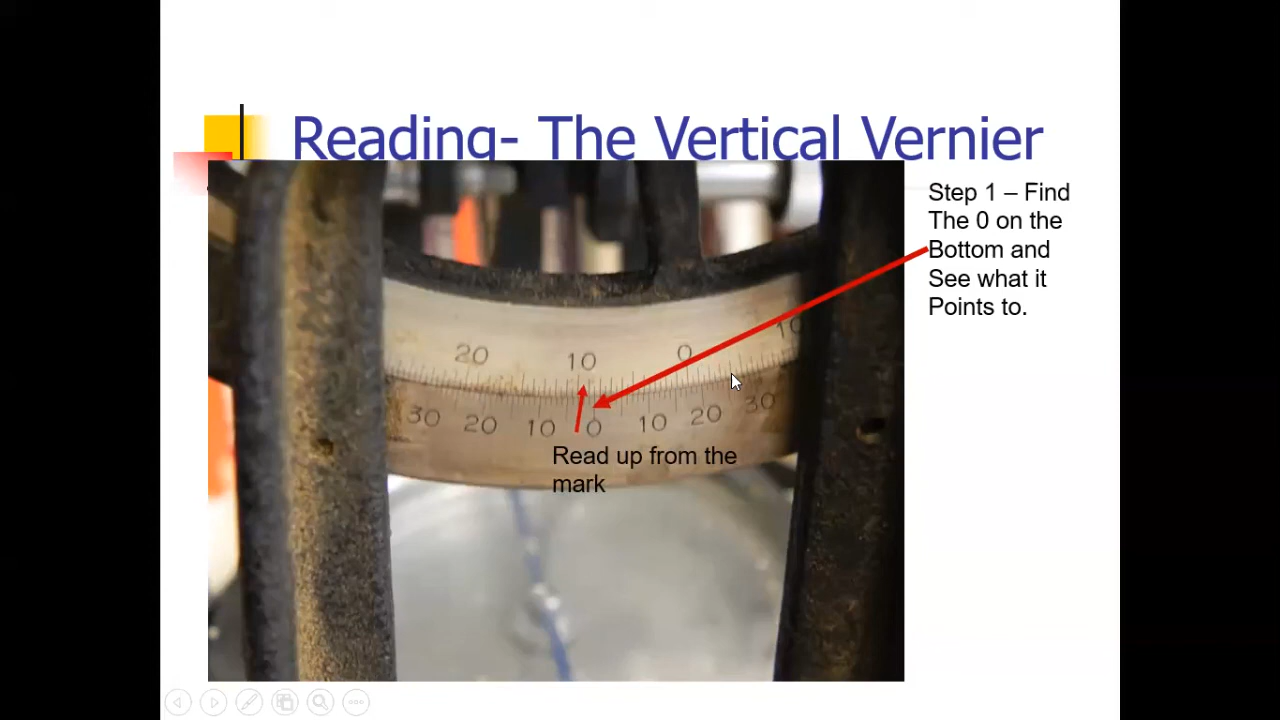 Reading- The Vertical Vernier
Step 1 – Find
The 0 on the
Bottom and
See what it
Points to.
20 10 0 10
30 20 10 0 10 20 30
Read up from the
mark